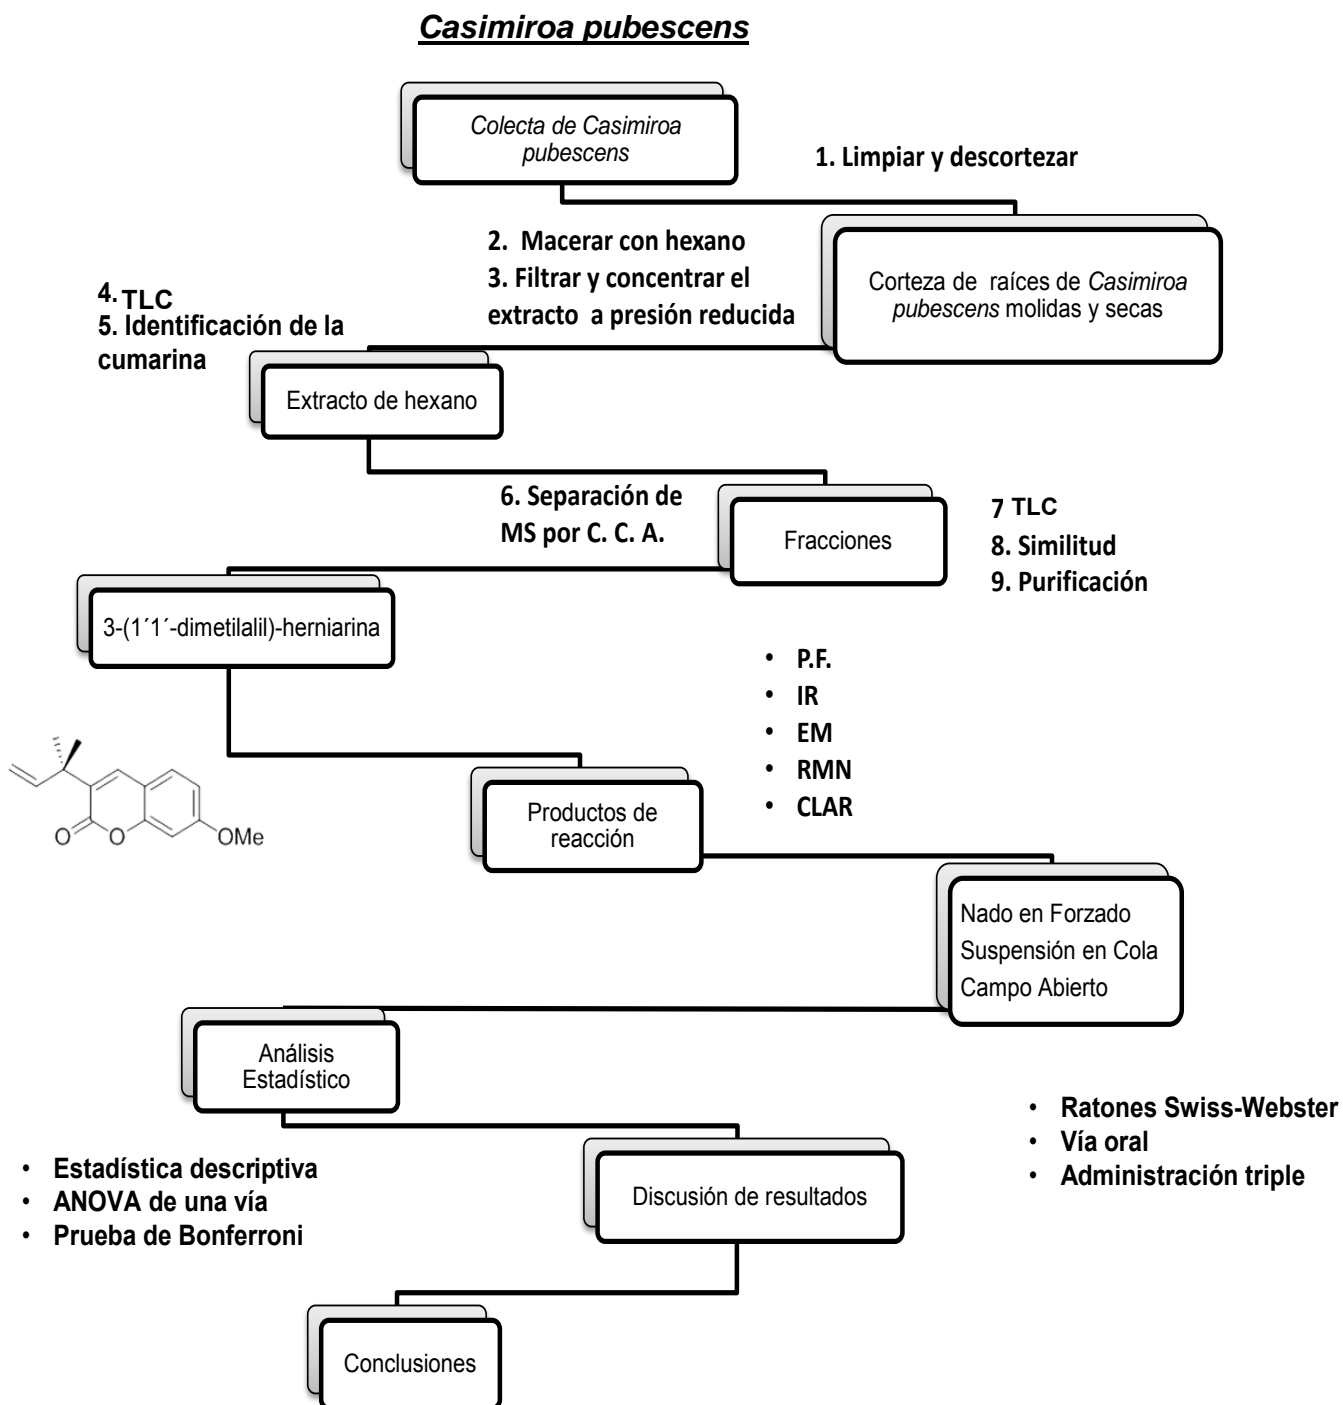 Casimiroa pubescens
Colecta de Casimiroa
pubescens
1. Limpiar y descortezar
2. Macerar con hexano
3. Filtrar y concentrar el
extracto a presión reducida
Corteza de raíces de Casimiroa
pubescens molidas y secas
4. TLC
5. Identificación de la
cumarina
Extracto de hexano
6. Separación de
MS por C. C. A.
Fracciones
7 TLC
8. Similitud
9. Purificación
3-(1´1´-dimetilalil)-herniarina
• P.F.
• IR
• EM
• RMN
• CLAR
O
O
OMe
Productos de
reacción
Nado en Forzado
Suspensión en Cola
Campo Abierto
Análisis
Estadístico
• Ratones Swiss-Webster
• Vía oral
• Administración triple
• Estadística descriptiva
• ANOVA de una vía
• Prueba de Bonferroni
Discusión de resultados
Conclusiones